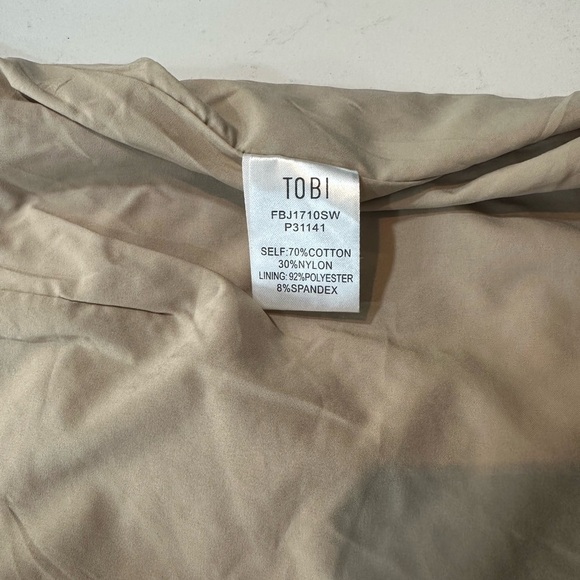 TOBI
FBJ1710SW
P31141
SELF:70%COTTON
30%NYLON
LINING: 92%POLYESTER
8%SPANDEX